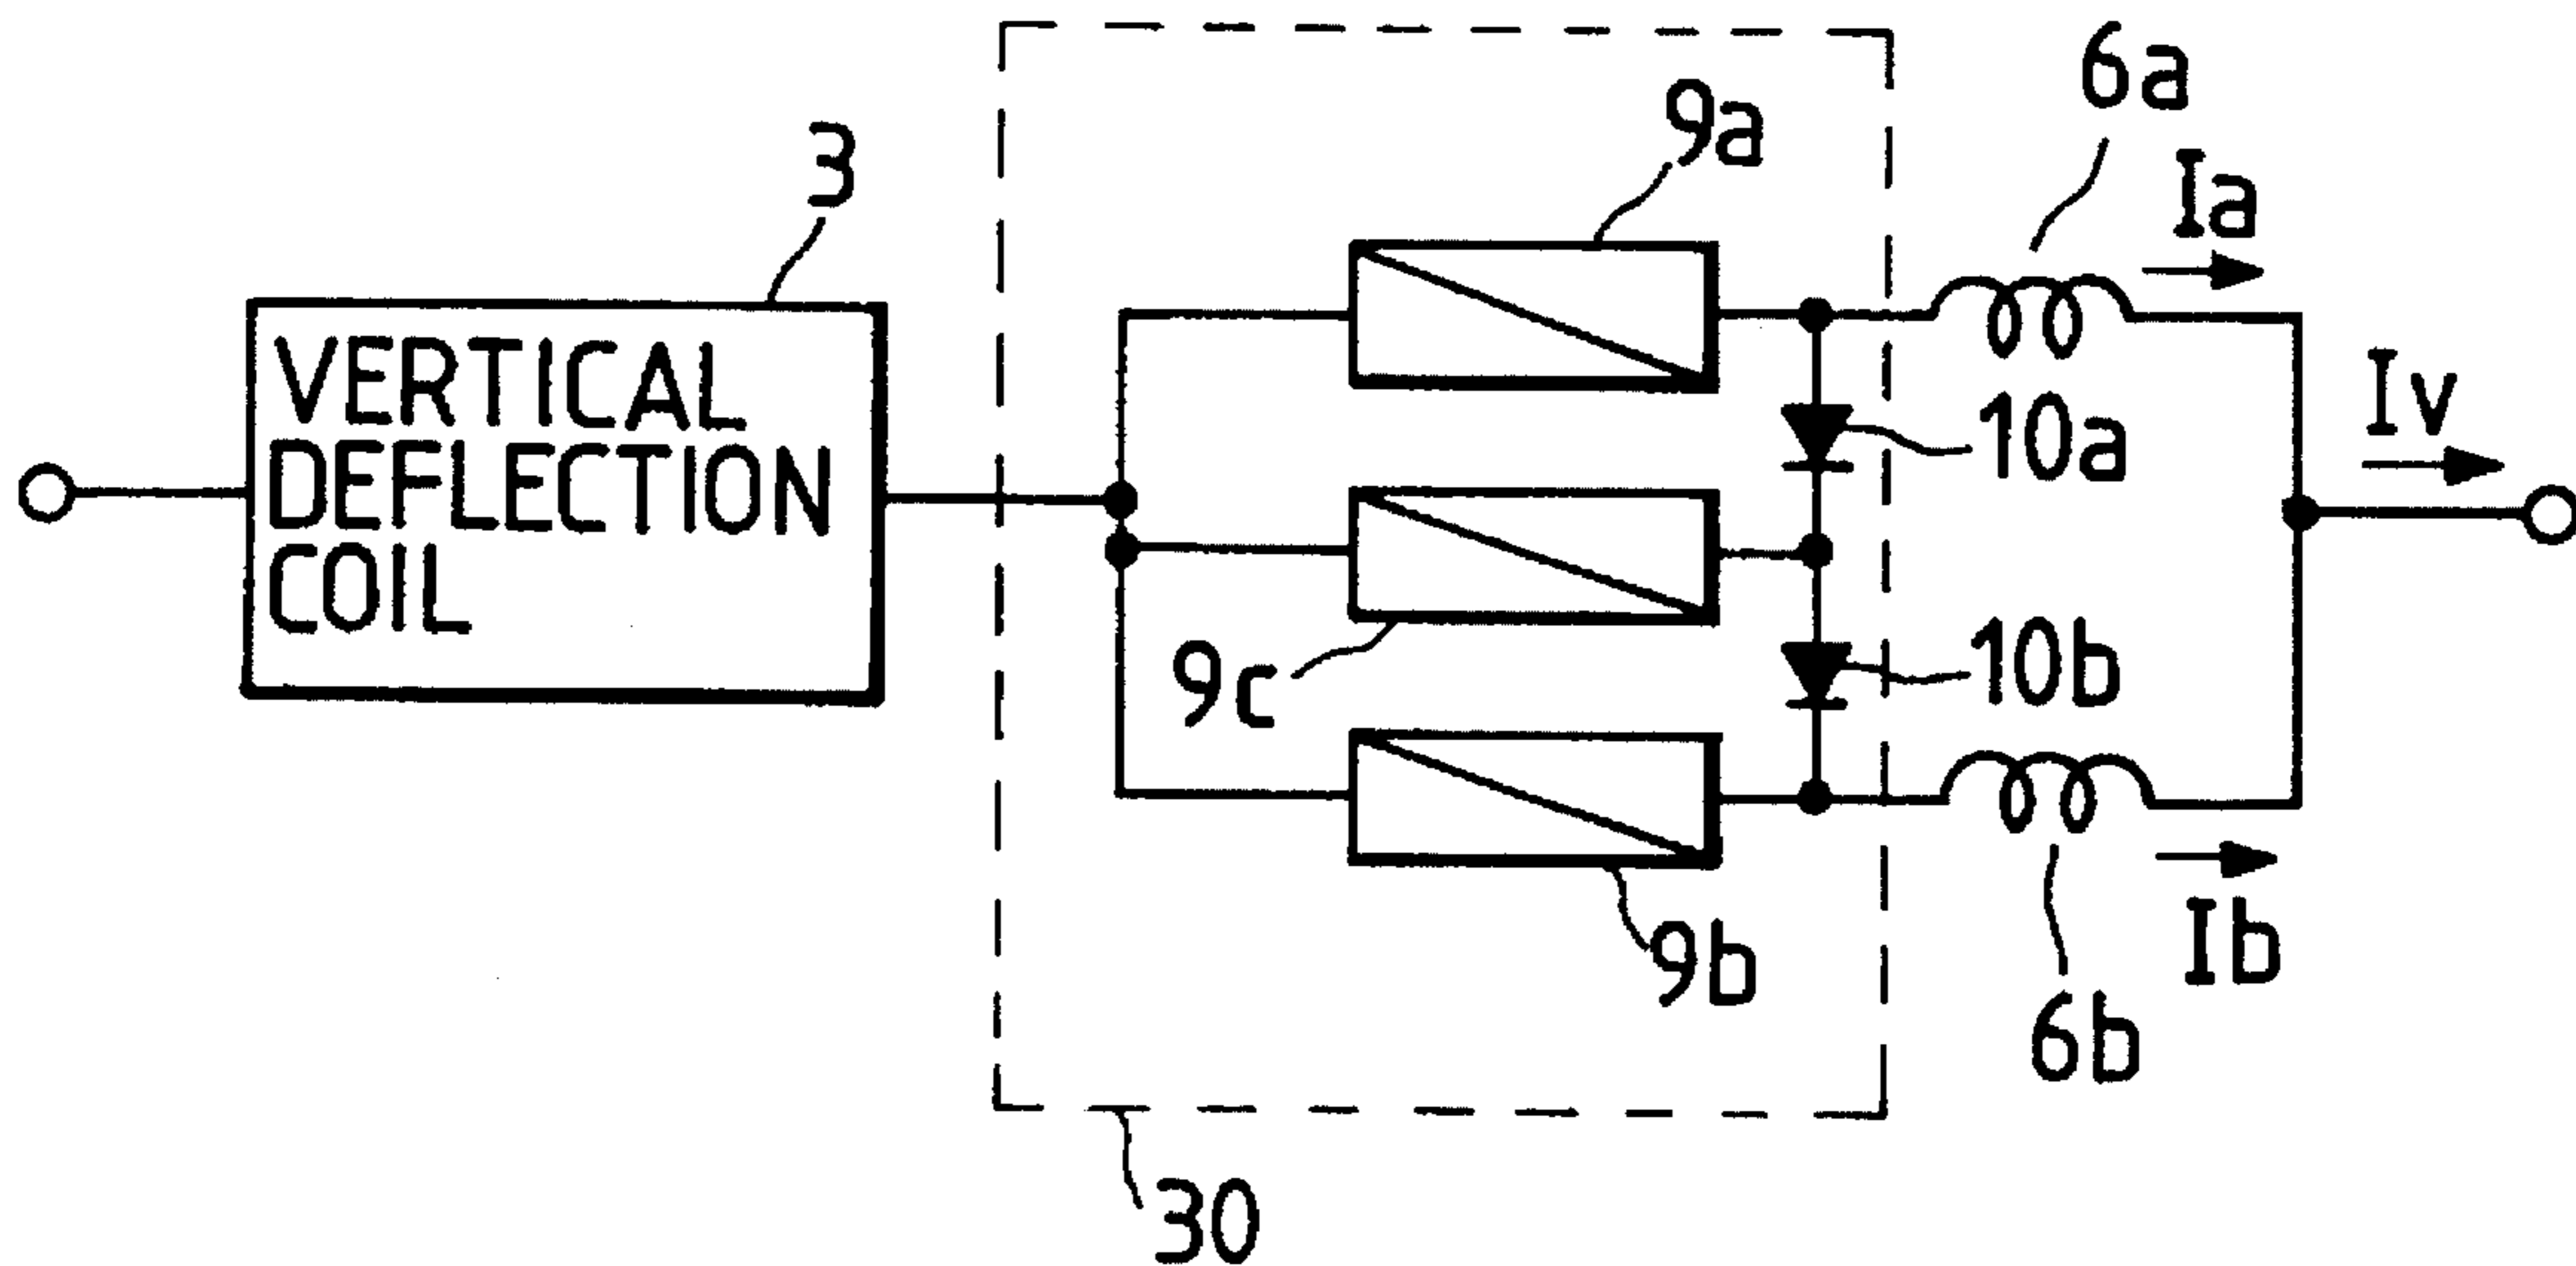 3
VERTICAL
DEFLECTION
COIL
9a
6a
Ia
10a
Iv
9c
10b
9b
Ib
6b
30